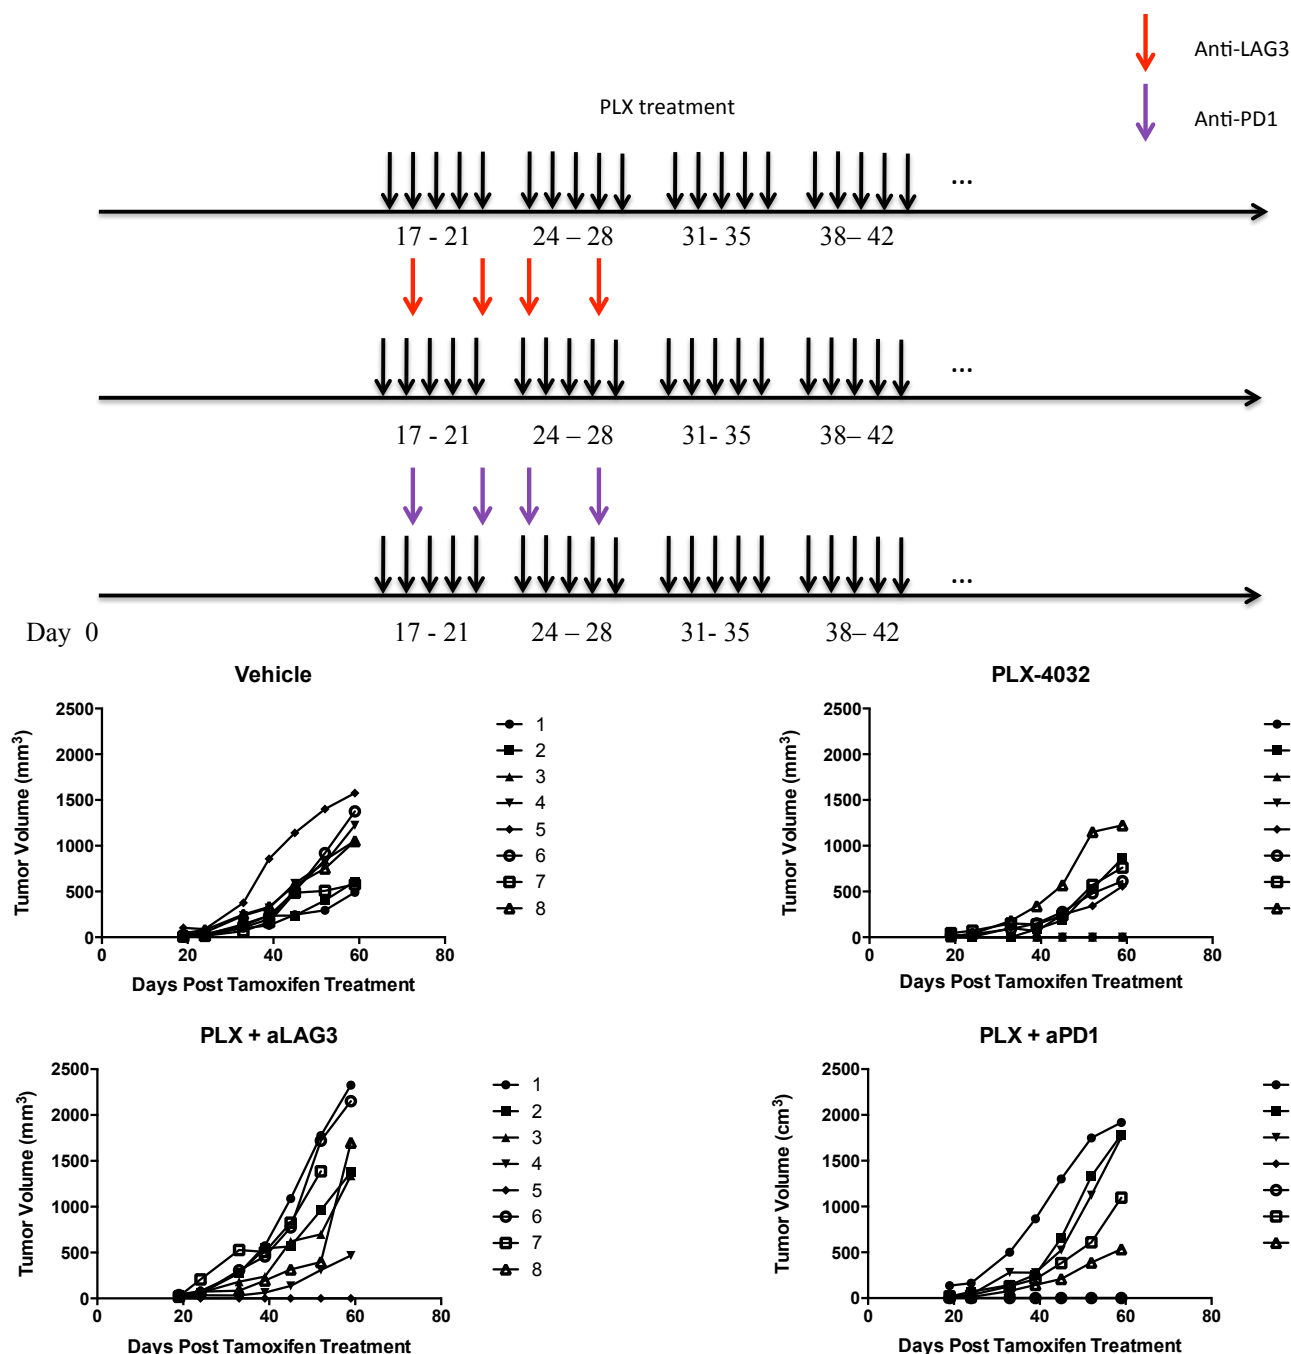 Anti-LAG3
Anti-PD1
PLX treatment
...
17 - 21 24 – 28 31- 35 38– 42
...
17 - 21 24 – 28 31- 35 38– 42
...
Day 0 17 - 21 24 – 28 31- 35 38– 42
Vehicle
Tumor Volume (mm³)
2500
2000
1500
1000
500
0
0 20 40 60 80
Days Post Tamoxifen Treatment
1
2
3
4
5
6
7
8
PLX-4032
Tumor Volume (mm³)
2500
2000
1500
1000
500
0
0 20 40 60 80
Days Post Tamoxifen Treatment
PLX + aLAG3
Tumor Volume (mm³)
2500
2000
1500
1000
500
0
0 20 40 60 80
Days Post Tamoxifen Treatment
1
2
3
4
5
6
7
8
PLX + aPD1
Tumor Volume (cm³)
2500
2000
1500
1000
500
0
0 20 40 60 80
Days Post Tamoxifen Treatment